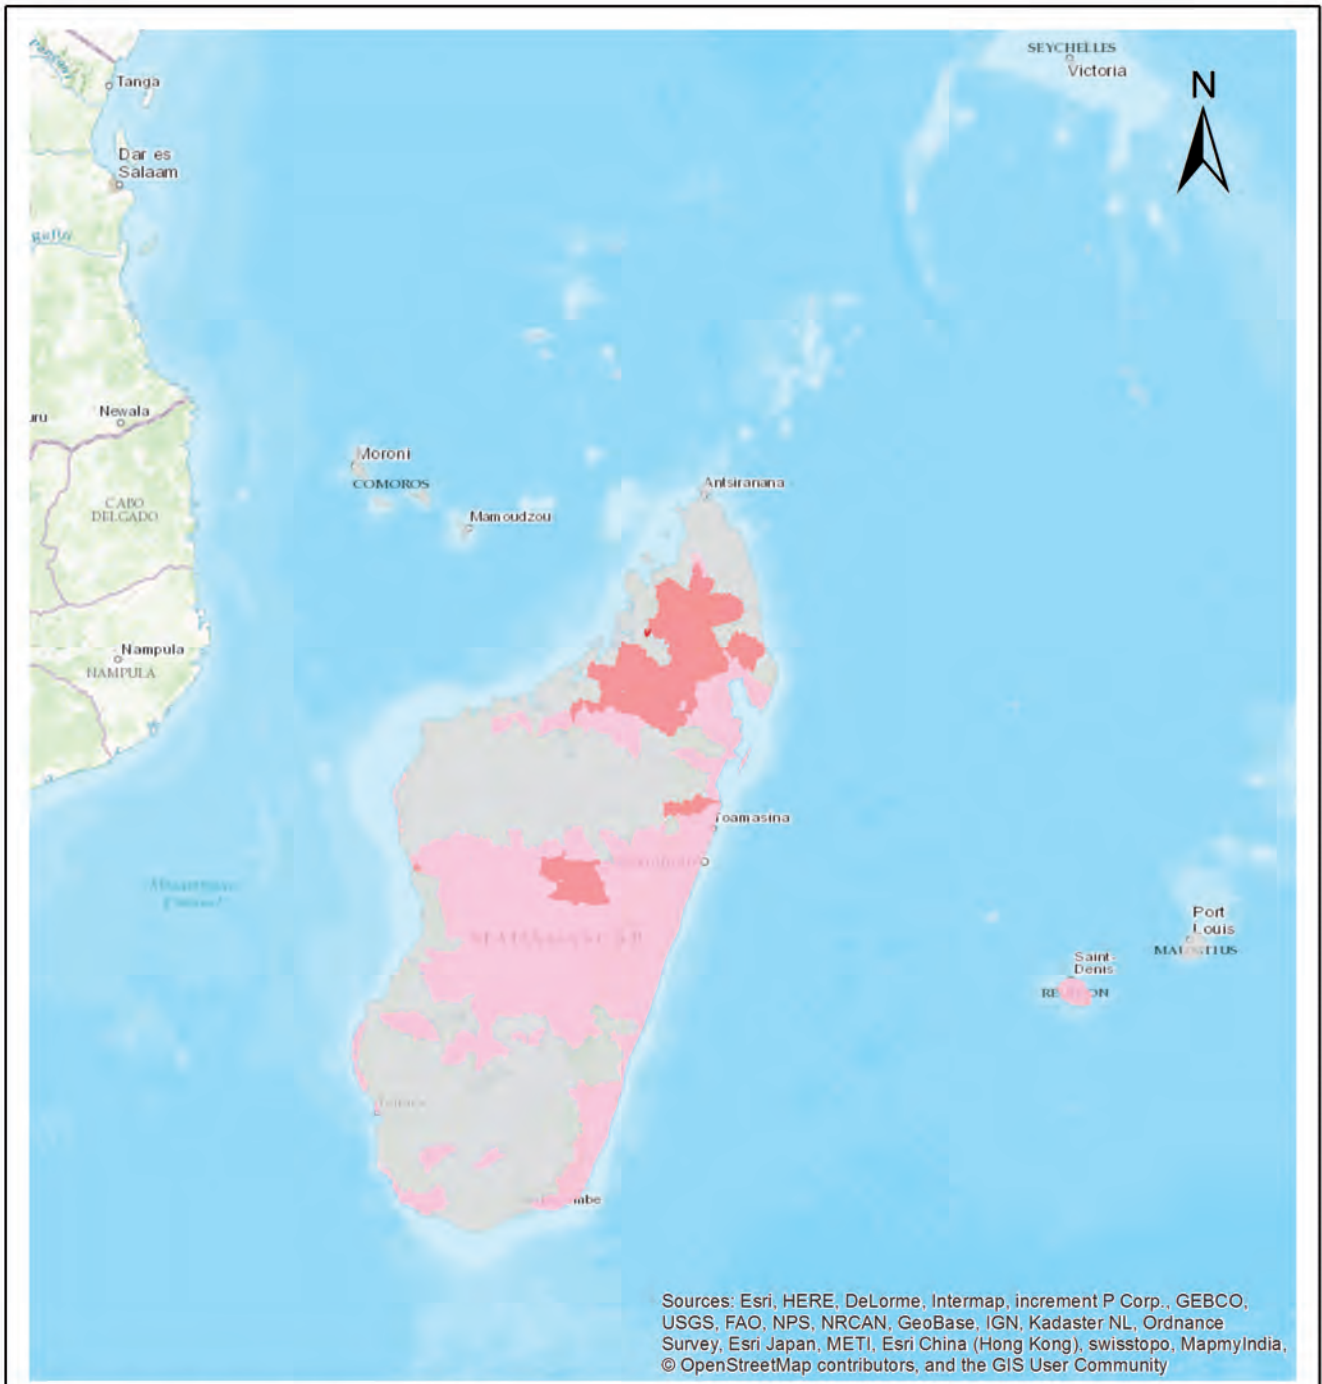 SEYCHELLES
Victoria
N
Tanga
Dar es
Salaam
Newala
Moroni
COMOROS
Antsiranana
Mamoudzou
CABO
DELGADO
Nampula
NAMPULA
Toamasina
Port
Louis
MAURITIUS
Saint-
Denis
Sources: Esri, HERE, DeLorme, Intermap, increment P Corp., GEBCO,
USGS, FAO, NPS, NRCAN, GeoBase, IGN, Kadaster NL, Ordnance
Survey, Esri Japan, METI, Esri China (Hong Kong), swisstopo, MapmyIndia,
© OpenStreetMap contributors, and the GIS User Community